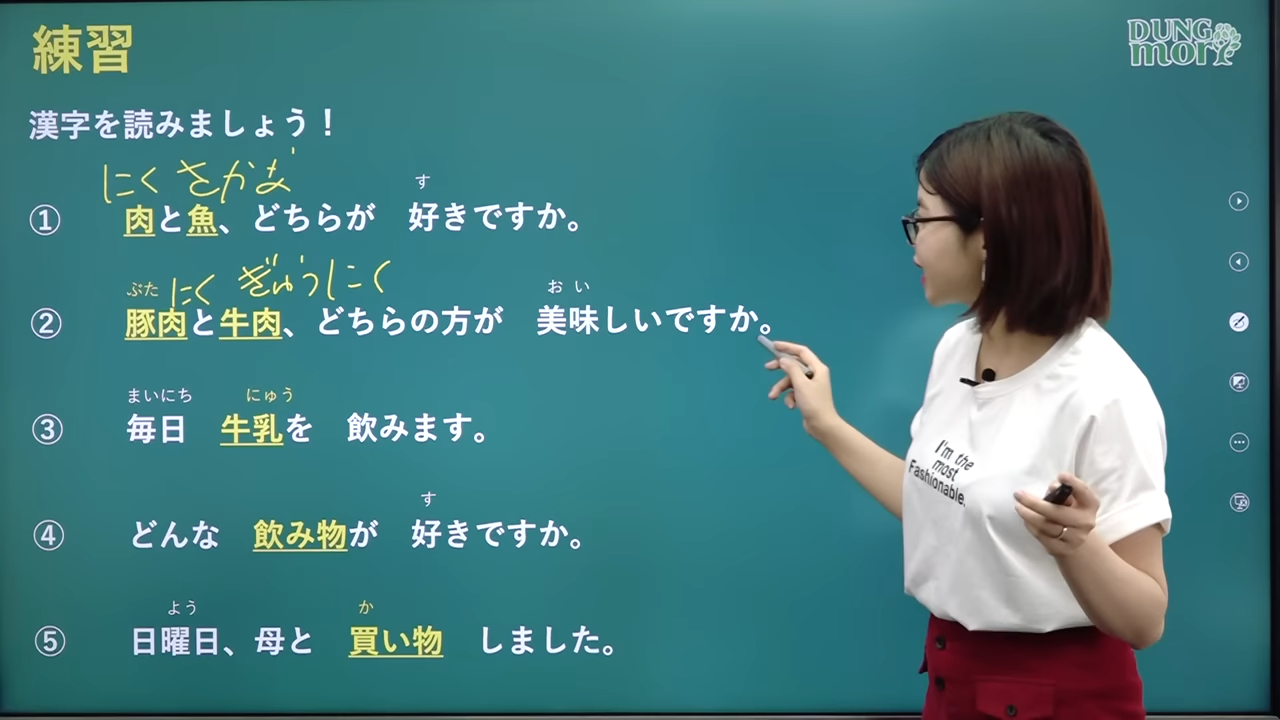 練習
DUNG
mori
漢字を読みましょう！
にく さかな
す
① 肉と魚、どちらが 好きですか。
ぶた にく ぎゅうにく
お い
② 豚肉と牛肉、どちらの方が 美味しいですか。
まいにち にゅう
③ 毎日 牛乳を 飲みます。
す
④ どんな 飲み物が 好きですか。
よう か
⑤ 日曜日、母と 買い物 しました。
I'm the
most
Fashionable.